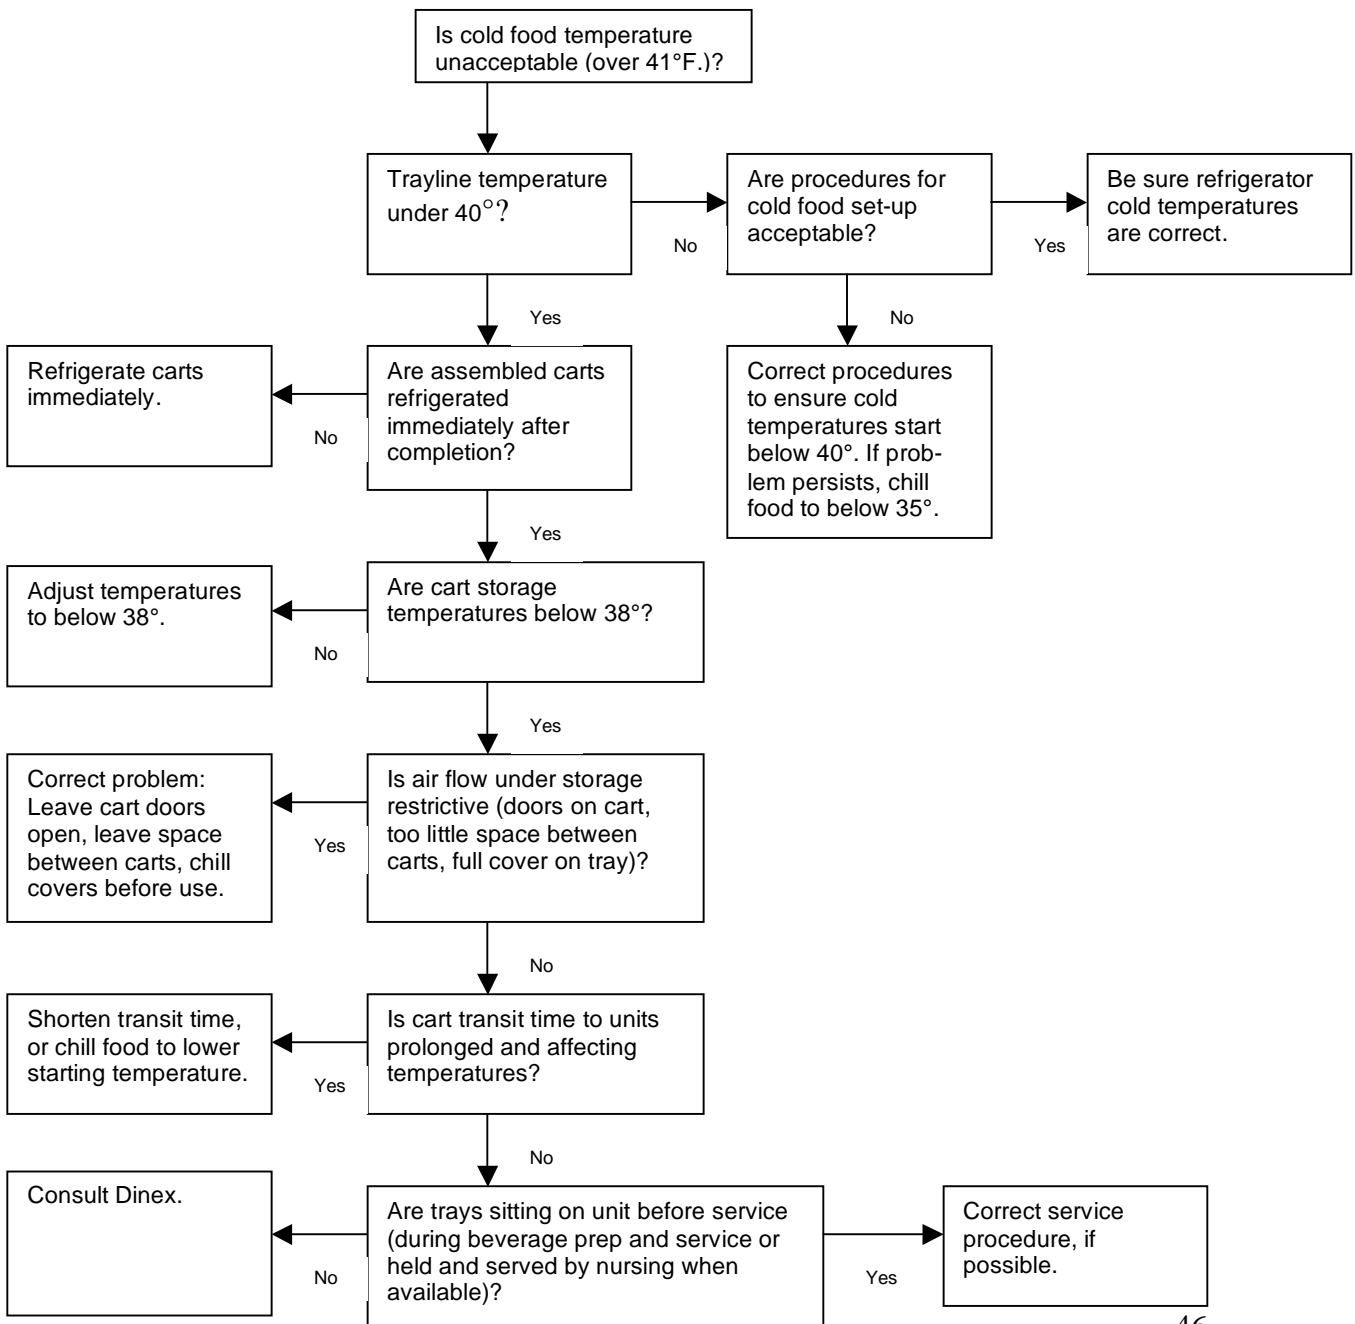 Is cold food temperature
unacceptable (over 41°F.)?
Trayline temperature
under 40°?
No
Are procedures for
cold food set-up
acceptable?
Yes
Be sure refrigerator
cold temperatures
are correct.
Yes
No
Refrigerate carts
immediately.
No
Are assembled carts
refrigerated
immediately after
completion?
Correct procedures
to ensure cold
temperatures start
below 40°. If prob-
lem persists, chill
food to below 35°.
Yes
Adjust temperatures
to below 38°.
No
Are cart storage
temperatures below 38°?
Yes
Correct problem:
Leave cart doors
open, leave space
between carts, chill
covers before use.
Yes
Is air flow under storage
restrictive (doors on cart,
too little space between
carts, full cover on tray)?
No
Shorten transit time,
or chill food to lower
starting temperature.
Yes
Is cart transit time to units
prolonged and affecting
temperatures?
No
Consult Dinex.
No
Are trays sitting on unit before service
(during beverage prep and service or
held and served by nursing when
available)?
Yes
Correct service
procedure, if
possible.
46